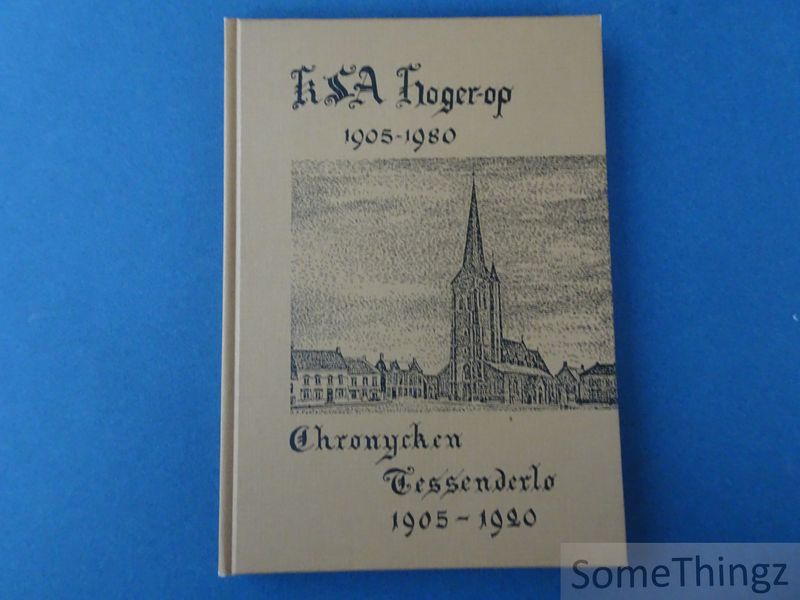 KSA Hoger-op
1905-1980
Chronycken
Tessenderlo
1905-1920
SomeThingz